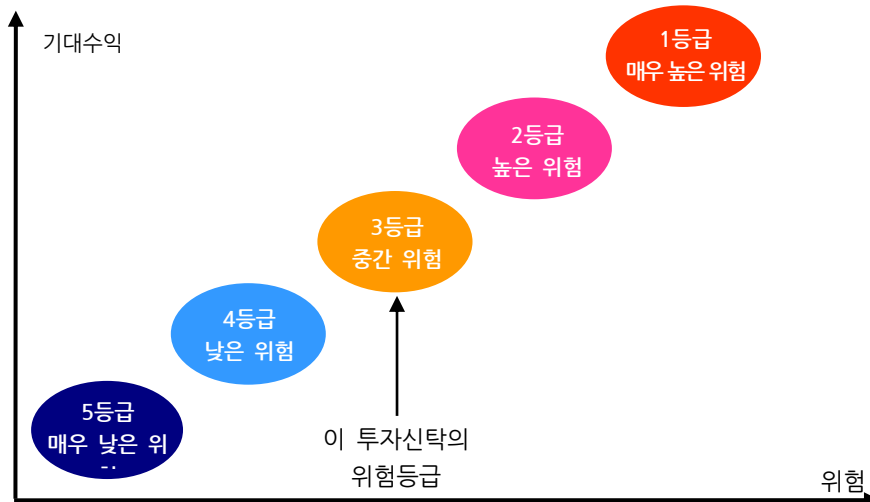 기대수익
1등급
매우 높은 위험
2등급
높은 위험
3등급
중간 위험
4등급
낮은 위험
5등급
매우 낮은 위
이 투자신탁의
위험등급
위험